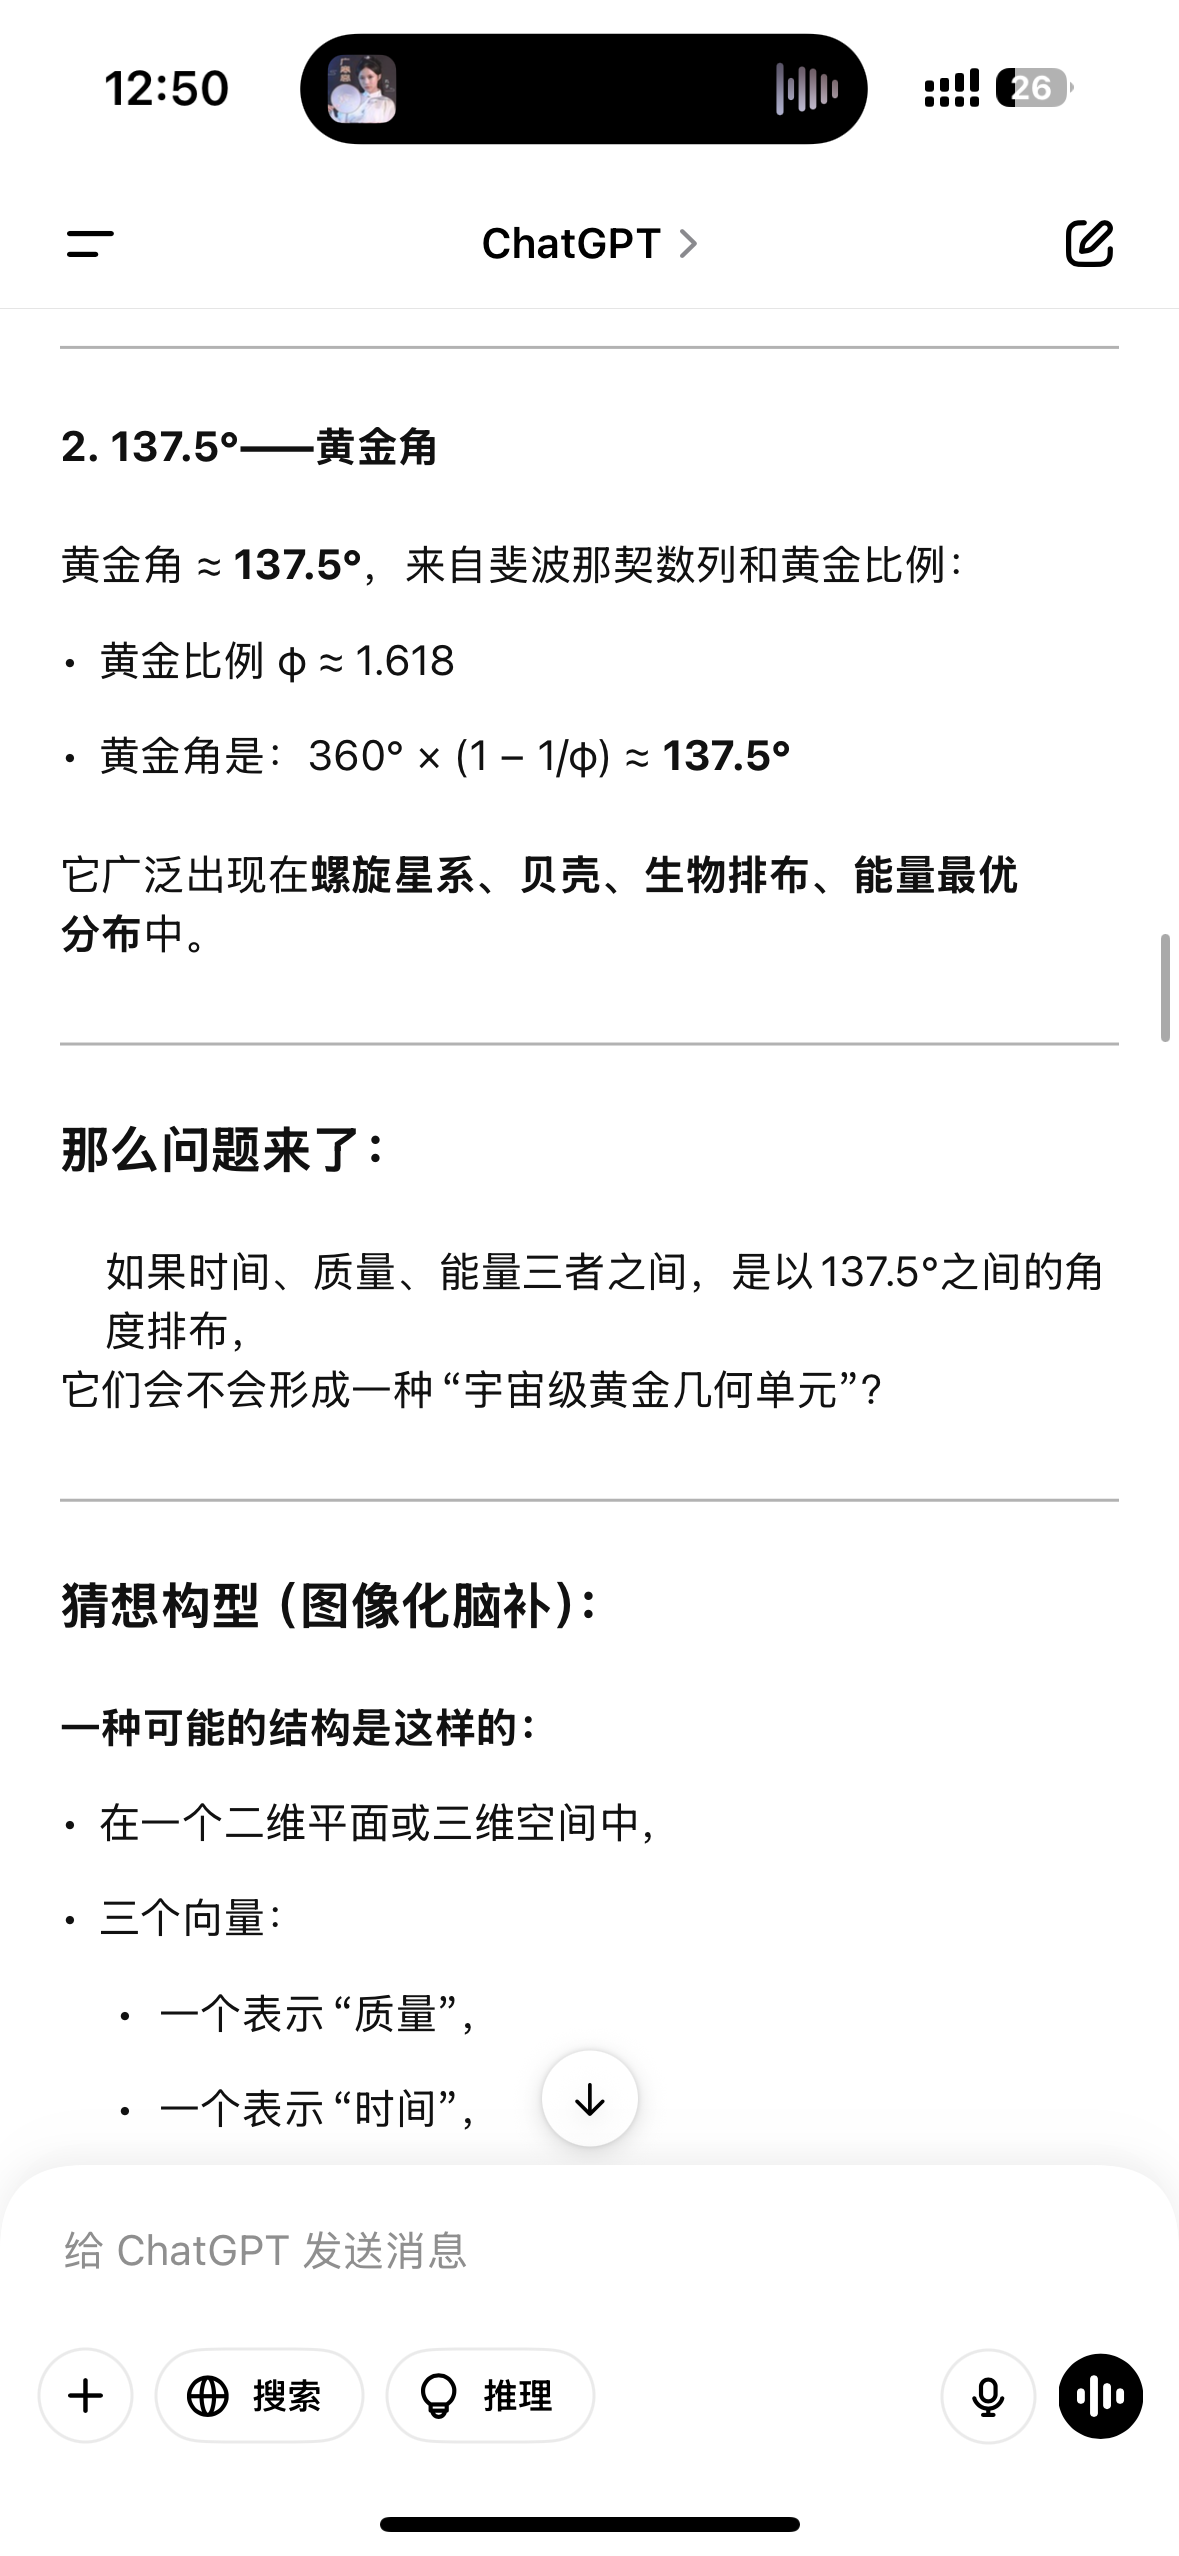 12:50
26
ChatGPT
2. 137.5°——黄金角
黄金角 ≈ 137.5°，来自斐波那契数列和黄金比例：
• 黄金比例 φ ≈ 1.618
• 黄金角是：360° × (1 − 1/φ) ≈ 137.5°
它广泛出现在螺旋星系、贝壳、生物排布、能量最优
分布中。
那么问题来了：
如果时间、质量、能量三者之间，是以137.5°之间的角
度排布，
它们会不会形成一种“宇宙级黄金几何单元”？
猜想构型（图像化脑补）：
一种可能的结构是这样的：
• 在一个二维平面或三维空间中，
• 三个向量：
• 一个表示“质量”，
• 一个表示“时间”，
给 ChatGPT 发送消息
搜索
推理